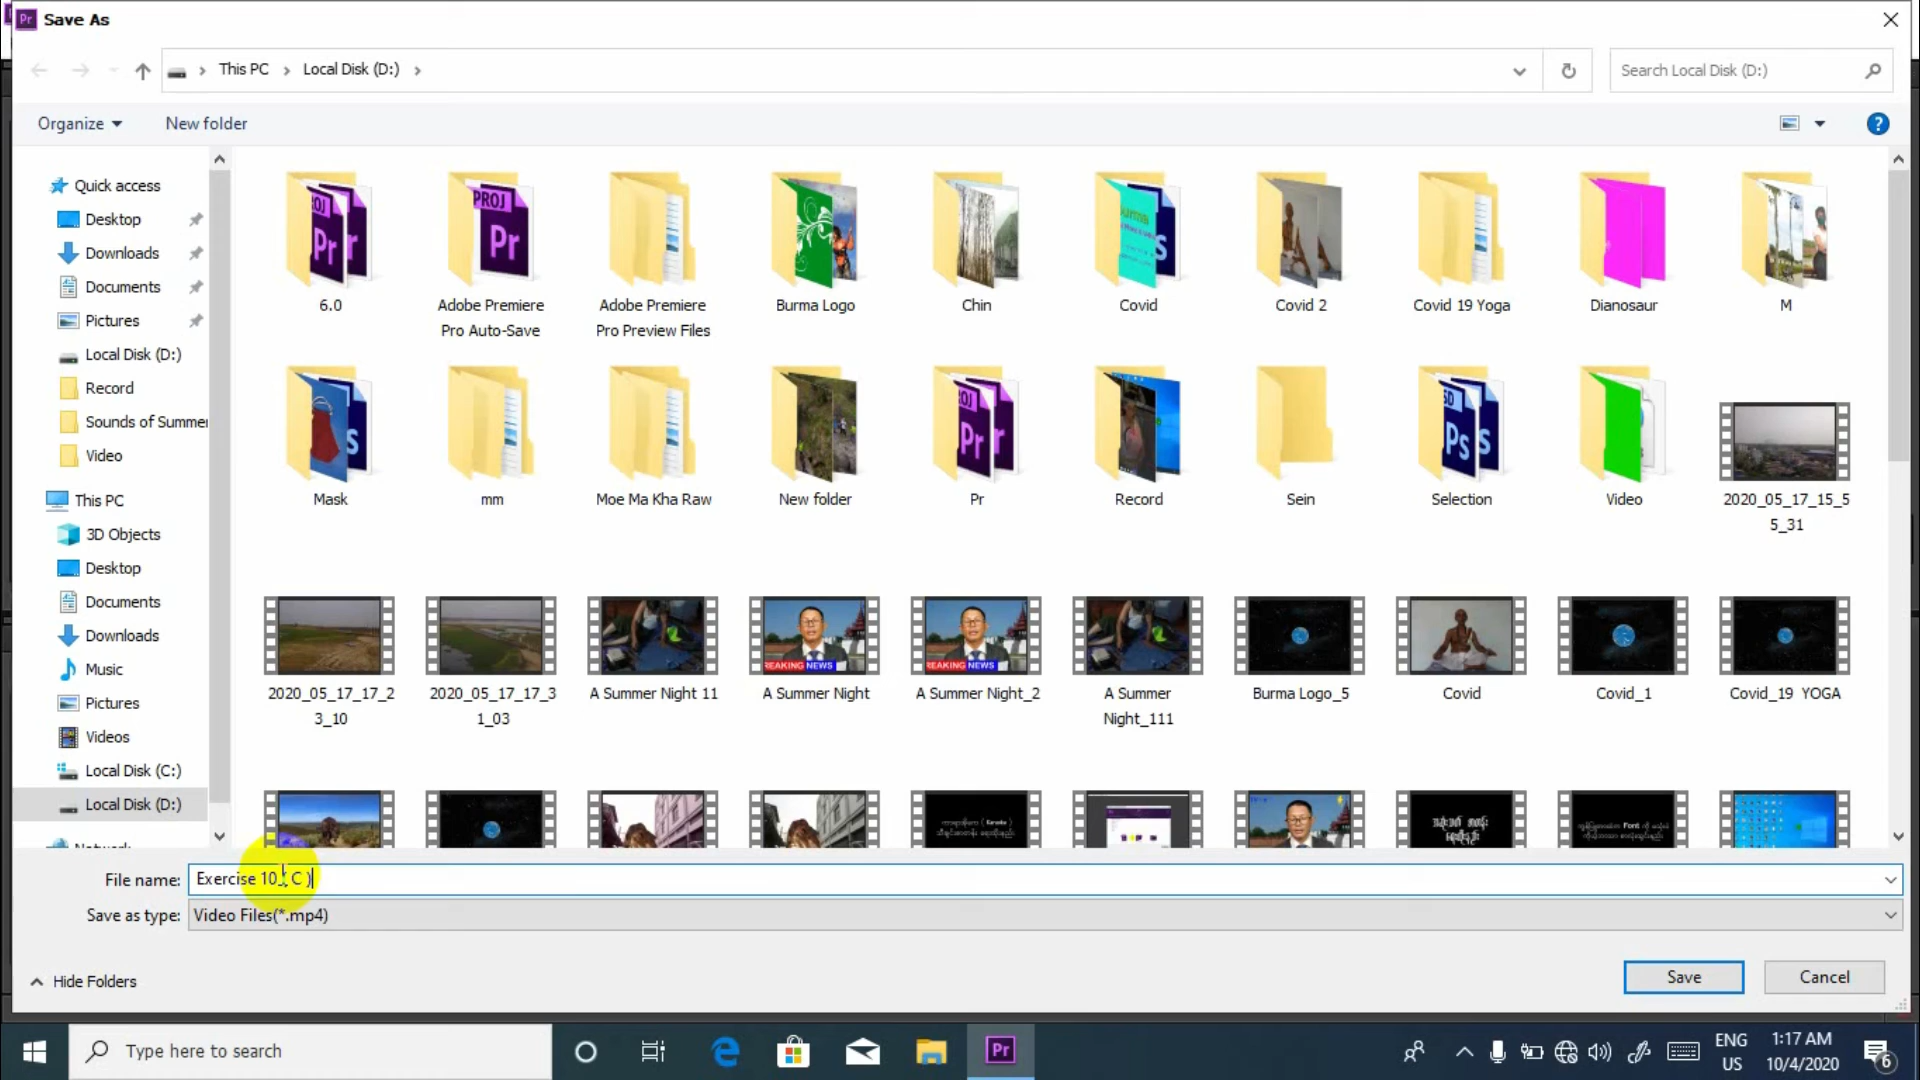 Save As
This PC
Local Disk (D:)
Search Local Disk (D:)
Organize
New folder
Quick access
Desktop
Downloads
Documents
Pictures
Local Disk (D:)
Record
Sounds of Summer
Video
This PC
3D Objects
Desktop
Documents
Downloads
Music
Pictures
Videos
Local Disk (C:)
Local Disk (D:)
6.0
Adobe Premiere
Pro Auto-Save
Adobe Premiere
Pro Preview Files
Burma Logo
Chin
Covid
Covid 2
Covid 19 Yoga
Dianosaur
M
Mask
mm
Moe Ma Kha Raw
New folder
Pr
Record
Sein
Selection
Video
2020_05_17_15_5
5_31
2020_05_17_17_2
3_10
2020_05_17_17_3
1_03
A Summer Night 11
A Summer Night
A Summer Night_2
A Summer
Night_111
Burma Logo_5
Covid
Covid_1
Covid_19 YOGA
File name:
Exercise 10_( C )
Save as type:
Video Files(*.mp4)
Hide Folders
Save
Cancel
Type here to search
ENG
US
1:17 AM
10/4/2020
6